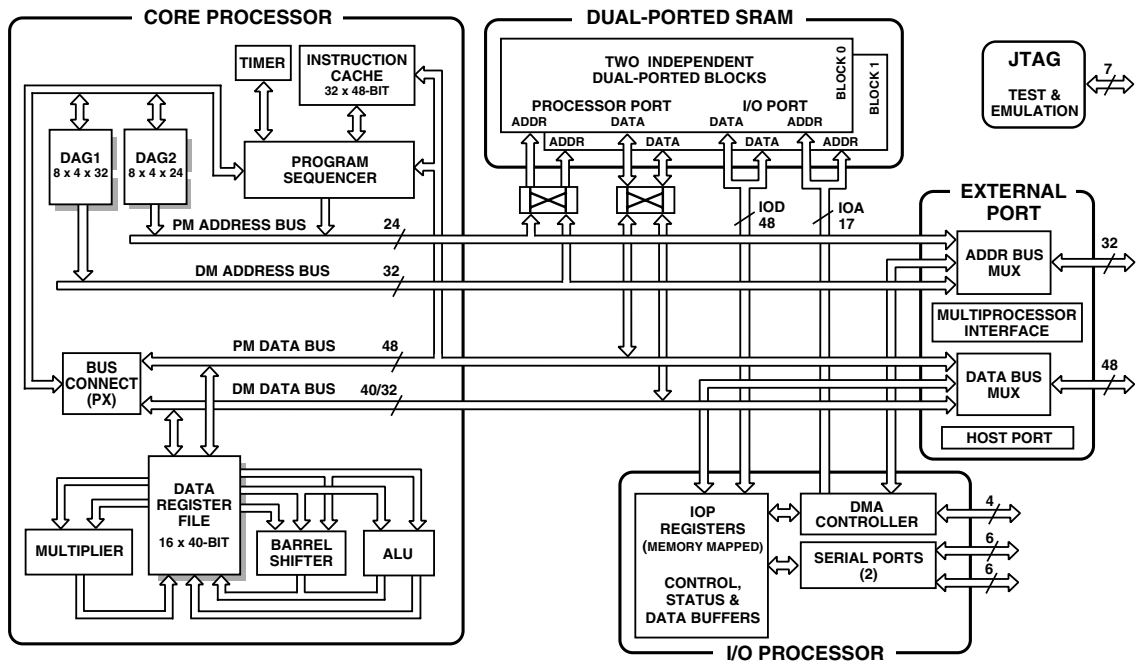 CORE PROCESSOR
TIMER
INSTRUCTION
CACHE
32 x 48-BIT
DAG1
8 x 4 x 32
DAG2
8 x 4 x 24
PROGRAM
SEQUENCER
PM ADDRESS BUS
24
DM ADDRESS BUS
32
PM DATA BUS
48
DM DATA BUS
40/32
BUS
CONNECT
(PX)
DATA
REGISTER
FILE
16 x 40-BIT
MULTIPLIER
BARREL
SHIFTER
ALU
DUAL-PORTED SRAM
TWO INDEPENDENT
DUAL-PORTED BLOCKS
BLOCK 0
BLOCK 1
PROCESSOR PORT
I/O PORT
ADDR
DATA
DATA
ADDR
ADDR
DATA
DATA
ADDR
IOD
48
IOA
17
JTAG
TEST &
EMULATION
7
EXTERNAL
PORT
ADDR BUS
MUX
32
MULTIPROCESSOR
INTERFACE
DATA BUS
MUX
48
HOST PORT
IOP
REGISTERS
(MEMORY MAPPED)
CONTROL,
STATUS &
DATA BUFFERS
DMA
CONTROLLER
4
SERIAL PORTS
(2)
6
6
I/O PROCESSOR